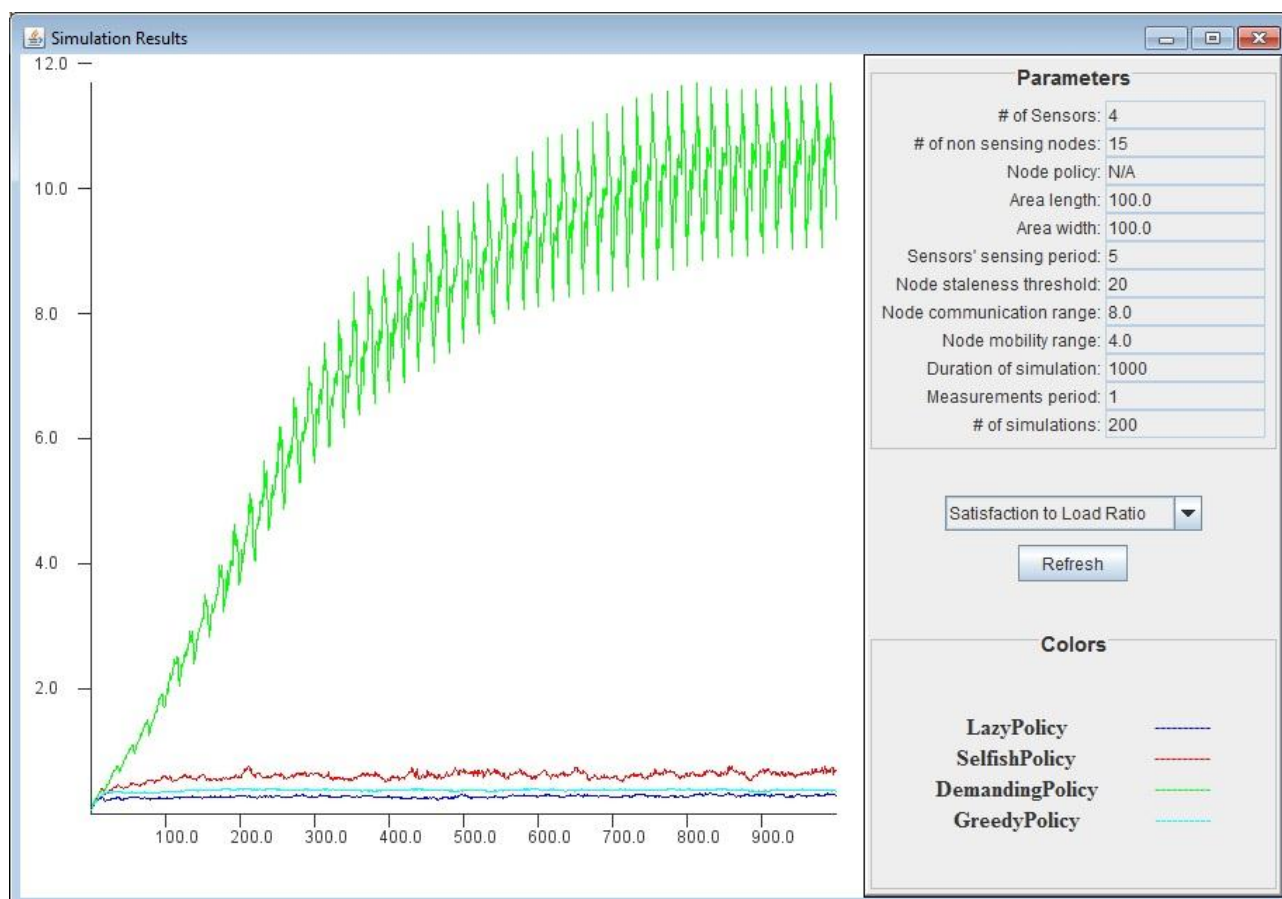 Simulation Results
12.0
10.0
8.0
6.0
4.0
2.0
100.0 200.0 300.0 400.0 500.0 600.0 700.0 800.0 900.0
Parameters
# of Sensors: 4
# of non sensing nodes: 15
Node policy: N/A
Area length: 100.0
Area width: 100.0
Sensors' sensing period: 5
Node staleness threshold: 20
Node communication range: 8.0
Node mobility range: 4.0
Duration of simulation: 1000
Measurements period: 1
# of simulations: 200
Satisfaction to Load Ratio
Refresh
Colors
LazyPolicy
SelfishPolicy
DemandingPolicy
GreedyPolicy